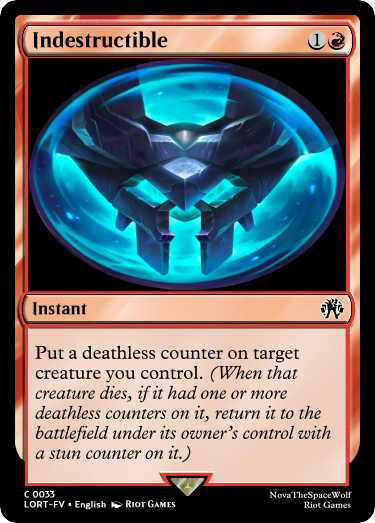 Indestructible 1
Instant
Put a deathless counter on target
creature you control. (When that
creature dies, if it had one or more
deathless counters on it, return it to the
battlefield under its owner's control with
a stun counter on it.)
C 0033
LORT-FV • English RIOT GAMES
NovaTheSpaceWolf
Riot Games